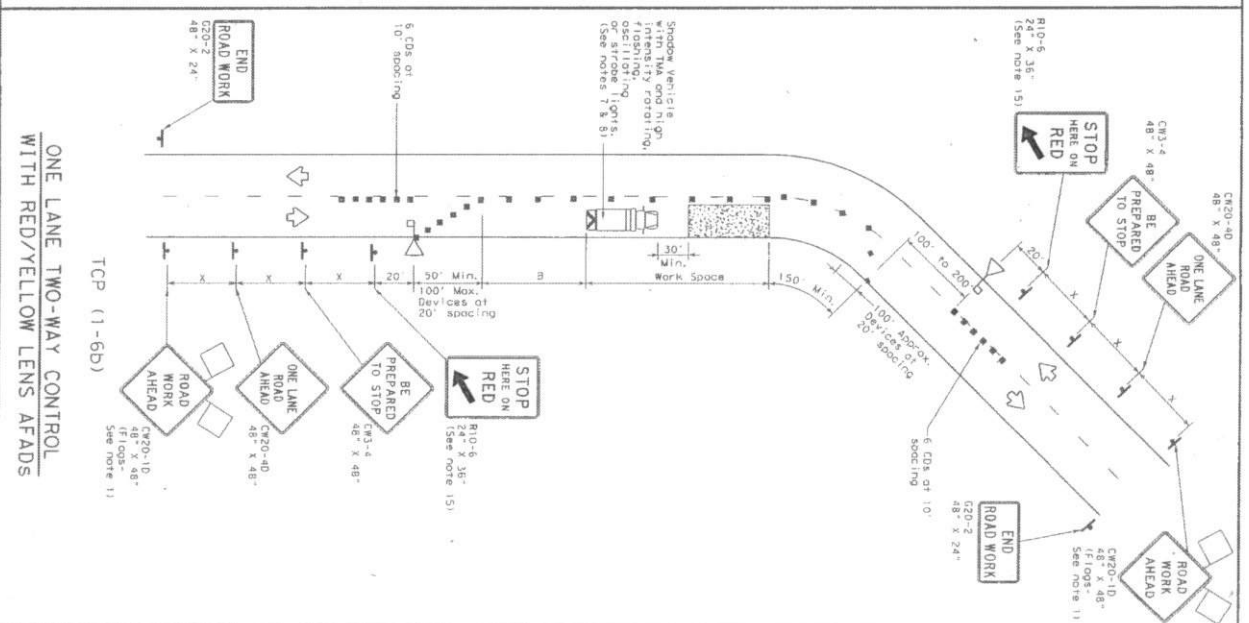 END
ROAD WORK
G20-2
48" X 24"
6 CDs at
10' spacing
Shadow Vehicle
with TMA and high
intensity rotating,
flashing,
oscillating
or strobe lights.
(See notes 7 & 8)
R10-6
24" X 36"
(See note 15)
STOP
HERE ON
RED
CW3-4
48" X 48"
BE
PREPARED
TO STOP
CW20-4D
48" X 48"
ONE LANE
ROAD
AHEAD
ROAD
WORK
AHEAD
CW20-1D
48" X 48"
(Flags-
See note 1)
20'
X
X
X
100' to 200'
100' Approx.
Devices at
20' spacing
150' Min.
30'
Min.
Work Space
B
50' Min.
100' Max.
Devices at
20' spacing
20'
X
X
X
6 CDs at 10'
spacing
END
ROAD WORK
G20-2
48" X 24"
STOP
HERE ON
RED
R10-6
24" X 36"
(See note 15)
BE
PREPARED
TO STOP
CW3-4
48" X 48"
ONE LANE
ROAD
AHEAD
CW20-4D
48" X 48"
ROAD
WORK
AHEAD
CW20-1D
48" X 48"
(Flags-
See note 1)
TCP (1-6b)
ONE LANE TWO-WAY CONTROL
WITH RED/YELLOW LENS AFADs